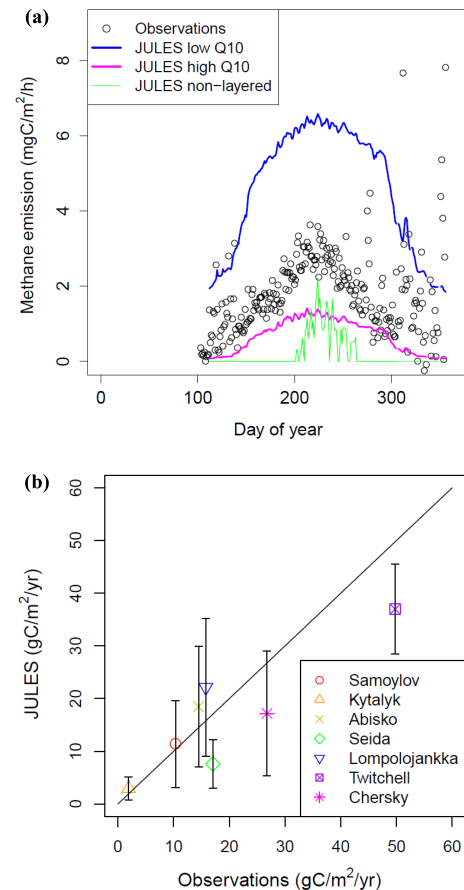 (a)
Observations
JULES low Q10
JULES high Q10
JULES non-layered
Methane emission (mgC/m²/h)
8
6
4
2
0
0 100 200 300
Day of year
(b)
JULES (gC/m²/yr)
60
50
40
30
20
10
0
Samoylov
Kytalyk
Abisko
Seida
Lompolojankka
Twitchell
Chersky
0 10 20 30 40 50 60
Observations (gC/m²/yr)